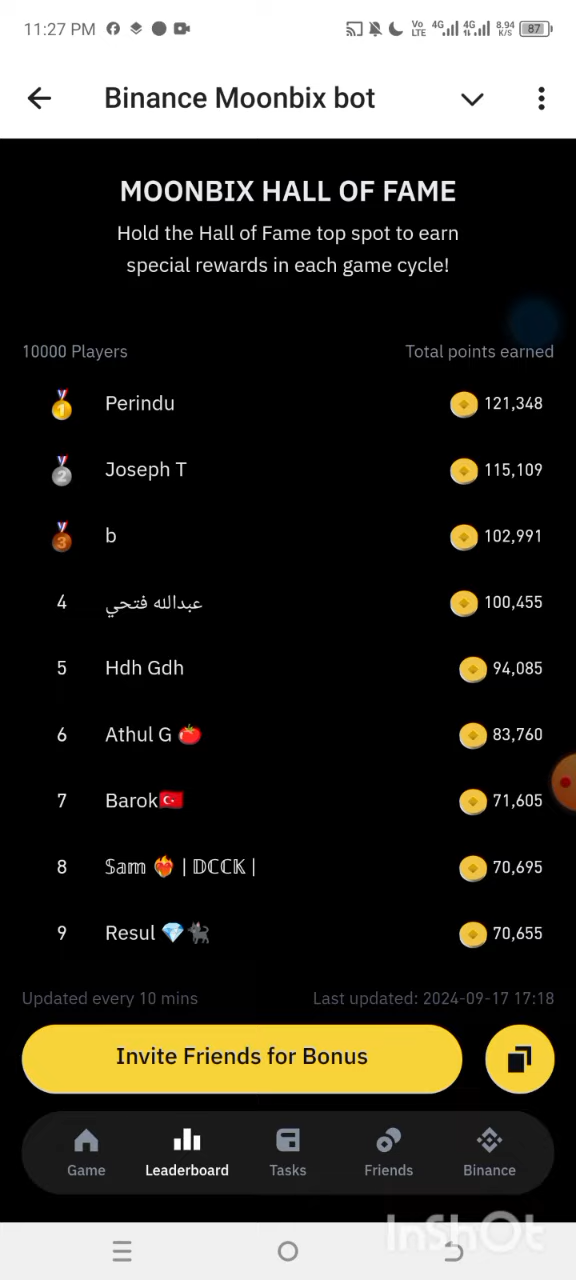 11:27 PM Vo LTE 4G 4G 8.94 K/S 87
Binance Moonbix bot
MOONBIX HALL OF FAME
Hold the Hall of Fame top spot to earn
special rewards in each game cycle!
10000 Players Total points earned
1 Perindu 121,348
2 Joseph T 115,109
3 b 102,991
4 عبدالله فتحي 100,455
5 Hdh Gdh 94,085
6 Athul G 🍅 83,760
7 Barok🇹🇷 71,605
8 𝕊𝕒𝕞 ❤️‍🔥 | 𝔻ℂℂ𝕂 | 70,695
9 Resul 💎🐈‍⬛ 70,655
Updated every 10 mins Last updated: 2024-09-17 17:18
Invite Friends for Bonus
Game Leaderboard Tasks Friends Binance
InShOt